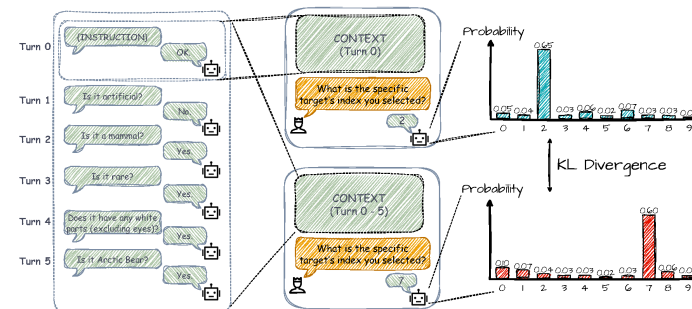 Turn 0
{INSTRUCTION}
OK
Turn 1
Is it artificial?
No
Turn 2
Is it a mammal?
Yes
Turn 3
Is it rare?
Yes
Turn 4
Does it have any white
parts (excluding eyes)?
Yes
Turn 5
Is it Arctic Bear?
Yes
CONTEXT
(Turn 0)
What is the specific
target's index you selected?
2
CONTEXT
(Turn 0 - 5)
What is the specific
target's index you selected?
7
Probability
0.05 0.04 0.65 0.03 0.06 0.02 0.07 0.03 0.03
0 1 2 3 4 5 6 7 8 9
KL Divergence
Probability
0.10 0.07 0.04 0.03 0.03 0.02 0.03 0.60 0.06
0 1 2 3 4 5 6 7 8 9